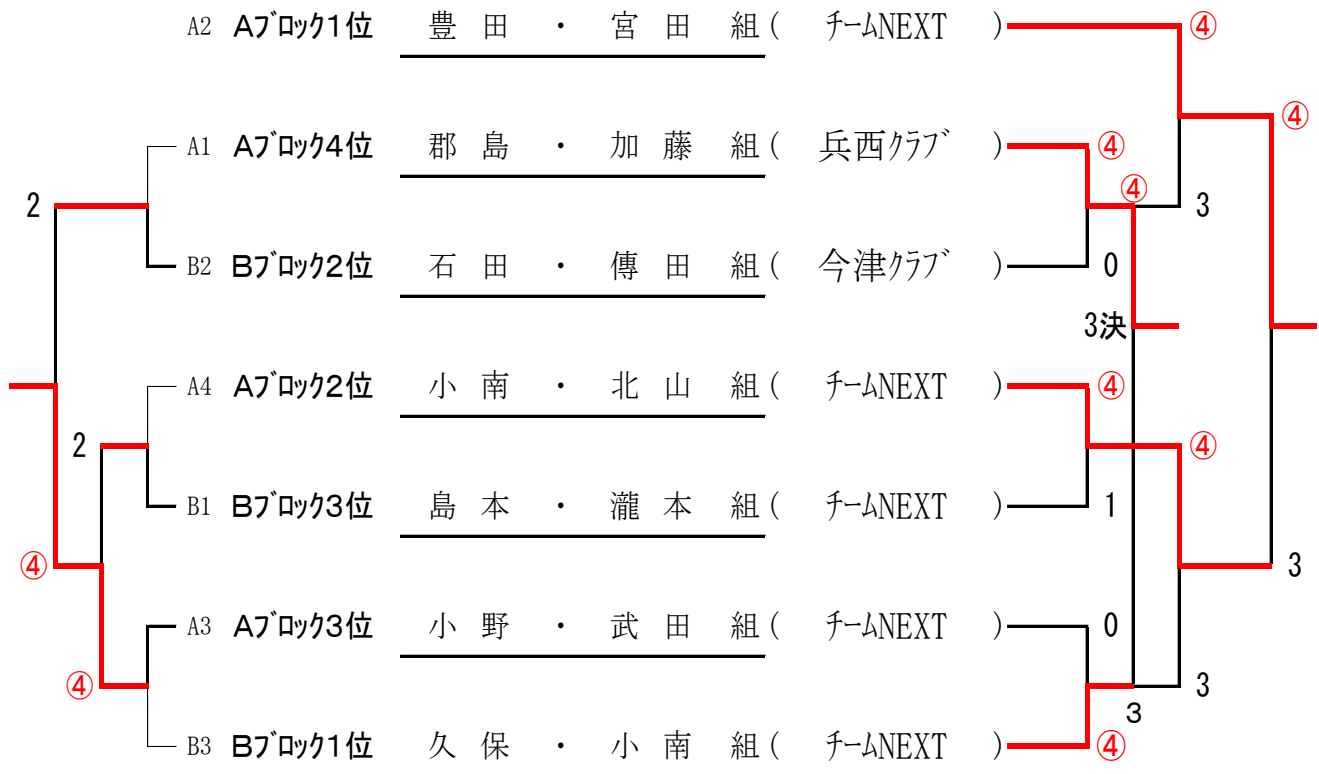 A2 Aブロック1位 豊田・宮田組( チームNEXT ) ④
④
A1 Aブロック4位 郡島・加藤組( 兵西クラブ ) ④
2 ④ 3
B2 Bブロック2位 石田・傳田組( 今津クラブ ) 0
3決
A4 Aブロック2位 小南・北山組( チームNEXT ) ④
2 ④
B1 Bブロック3位 島本・瀧本組( チームNEXT ) 1
④ 3
A3 Aブロック3位 小野・武田組( チームNEXT ) 0
④ 3
3
B3 Bブロック1位 久保・小南組( チームNEXT ) ④